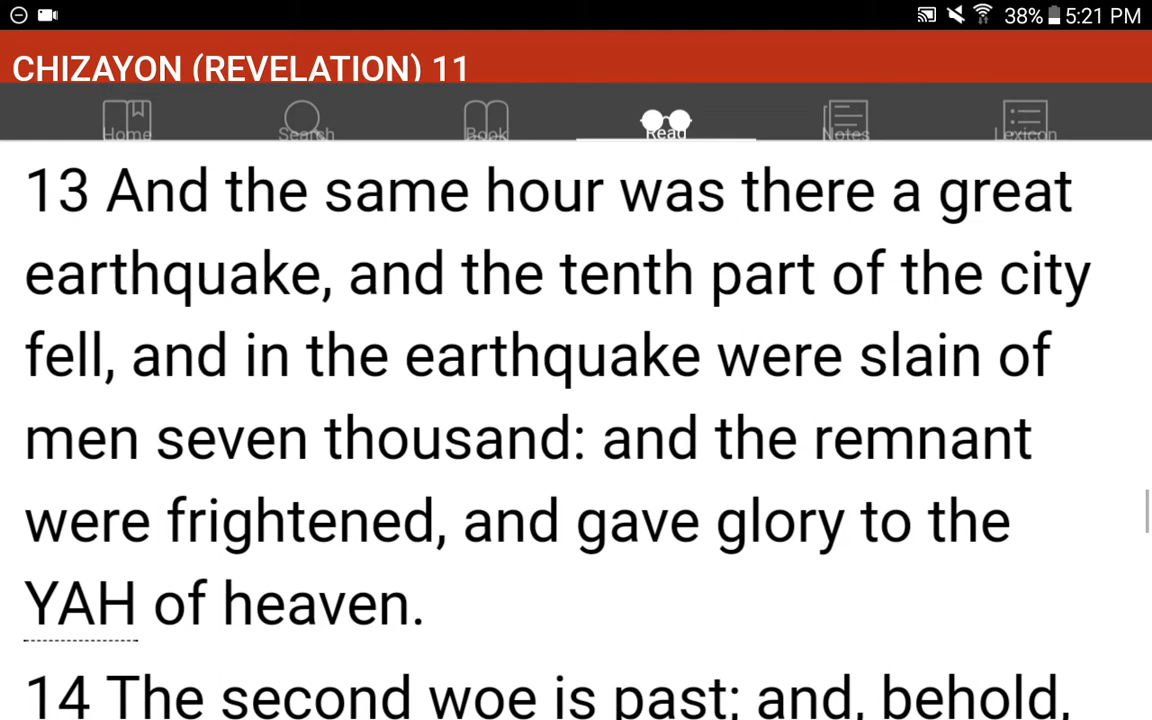 38% 5:21 PM
CHIZAYON (REVELATION) 11
Home Search Book Read Notes Lexicon
13 And the same hour was there a great
earthquake, and the tenth part of the city
fell, and in the earthquake were slain of
men seven thousand: and the remnant
were frightened, and gave glory to the
YAH of heaven.
14 The second woe is past; and, behold,